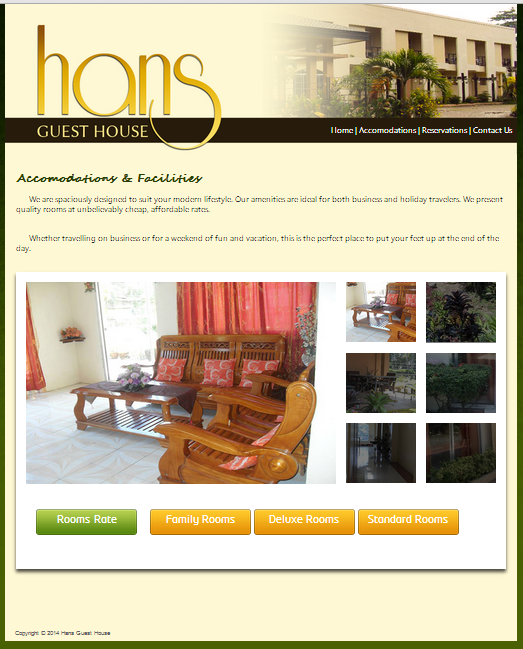 hans
GUEST HOUSE
Home | Accomodations | Reservations | Contact Us
Accomodations & Facilities
We are spaciously designed to suit your modern lifestyle. Our amenities are ideal for both business and holiday travelers. We present
quality rooms at unbelievably cheap, affordable rates.
Whether travelling on business or for a weekend of fun and vacation, this is the perfect place to put your feet up at the end of the
day.
Rooms Rate Family Rooms Deluxe Rooms Standard Rooms
Copyright © 2014 Hans Guest House